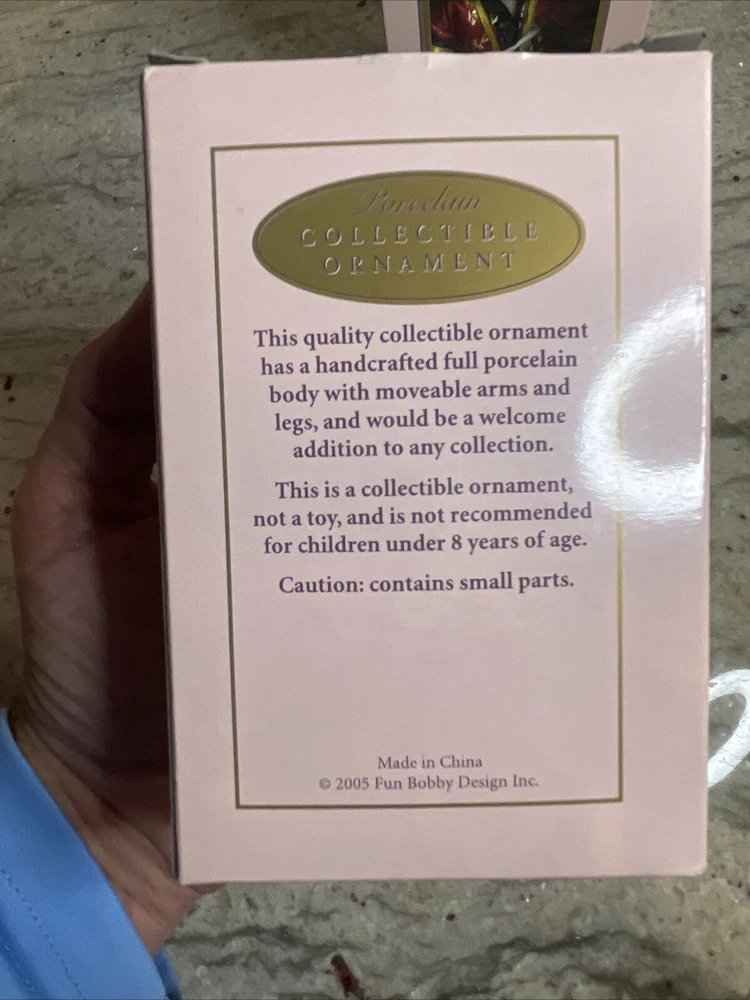 Porcelain
COLLECTIBLE
ORNAMENT
This quality collectible ornament
has a handcrafted full porcelain
body with moveable arms and
legs, and would be a welcome
addition to any collection.
This is a collectible ornament,
not a toy, and is not recommended
for children under 8 years of age.
Caution: contains small parts.
Made in China
© 2005 Fun Bobby Design Inc.